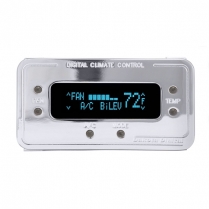 DIGITAL CLIMATE CONTROL
FAN 72°F
A/C BiLEV
TEMP